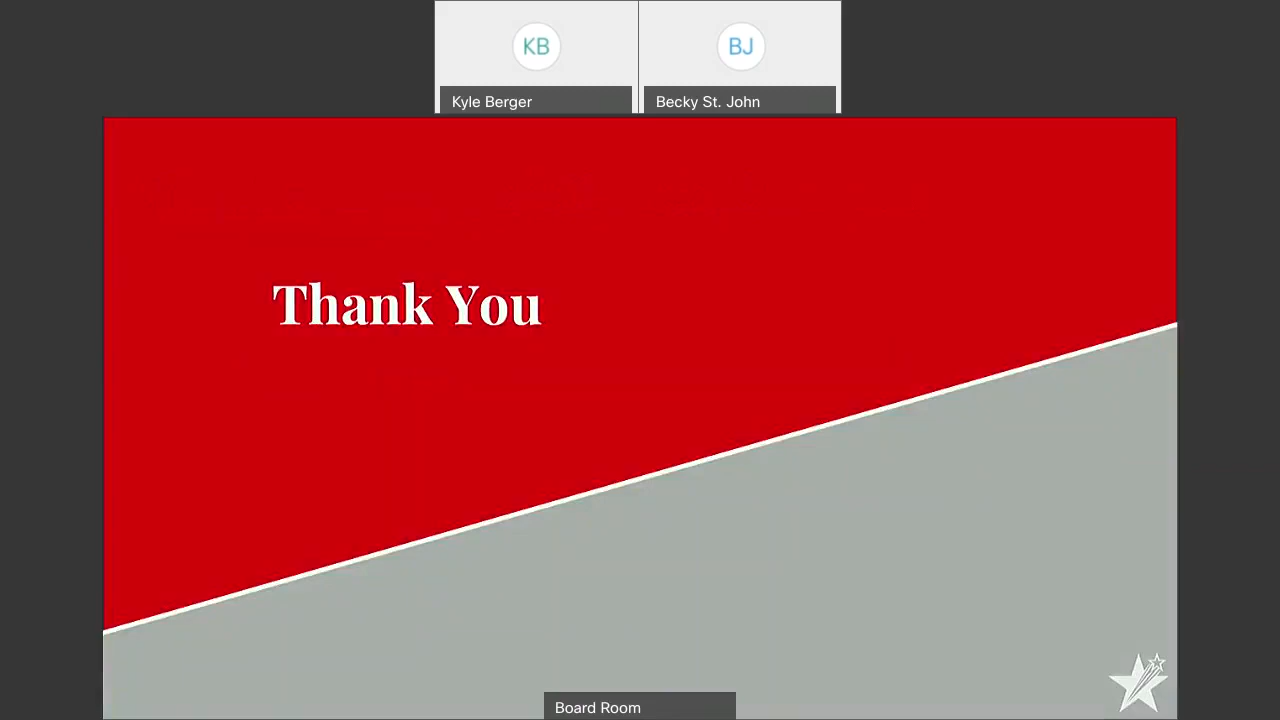 KB
BJ
Kyle Berger
Becky St. John
Thank You
Board Room